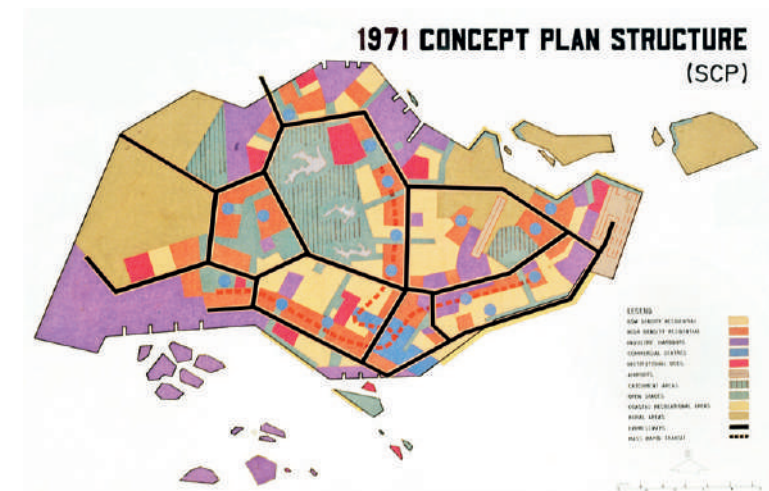 1971 CONCEPT PLAN STRUCTURE
(SCP)
LEGEND
LOW DENSITY RESIDENTIAL
HIGH DENSITY RESIDENTIAL
INDUSTRY HARBOURS
COMMERCIAL CENTRES
INSTITUTIONAL USES
AIRPORTS
CATCHMENT AREAS
OPEN SPACES
COASTAL RECREATIONAL AREAS
RURAL AREAS
EXPRESSWAYS
MASS RAPID TRANSIT